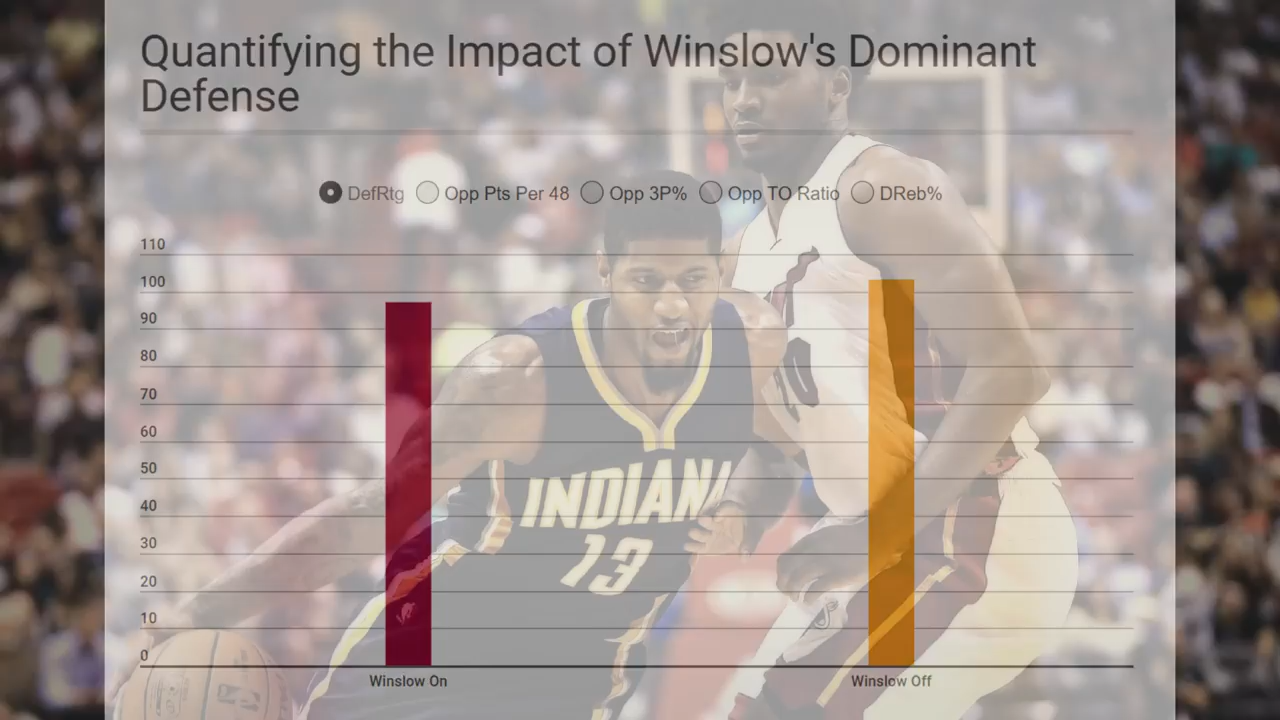 Quantifying the Impact of Winslow's Dominant
Defense
DefRtg Opp Pts Per 48 Opp 3P% Opp TO Ratio DReb%
110
100
90
80
70
60
50
40
30
20
10
0
INDIANA
13
Winslow On Winslow Off